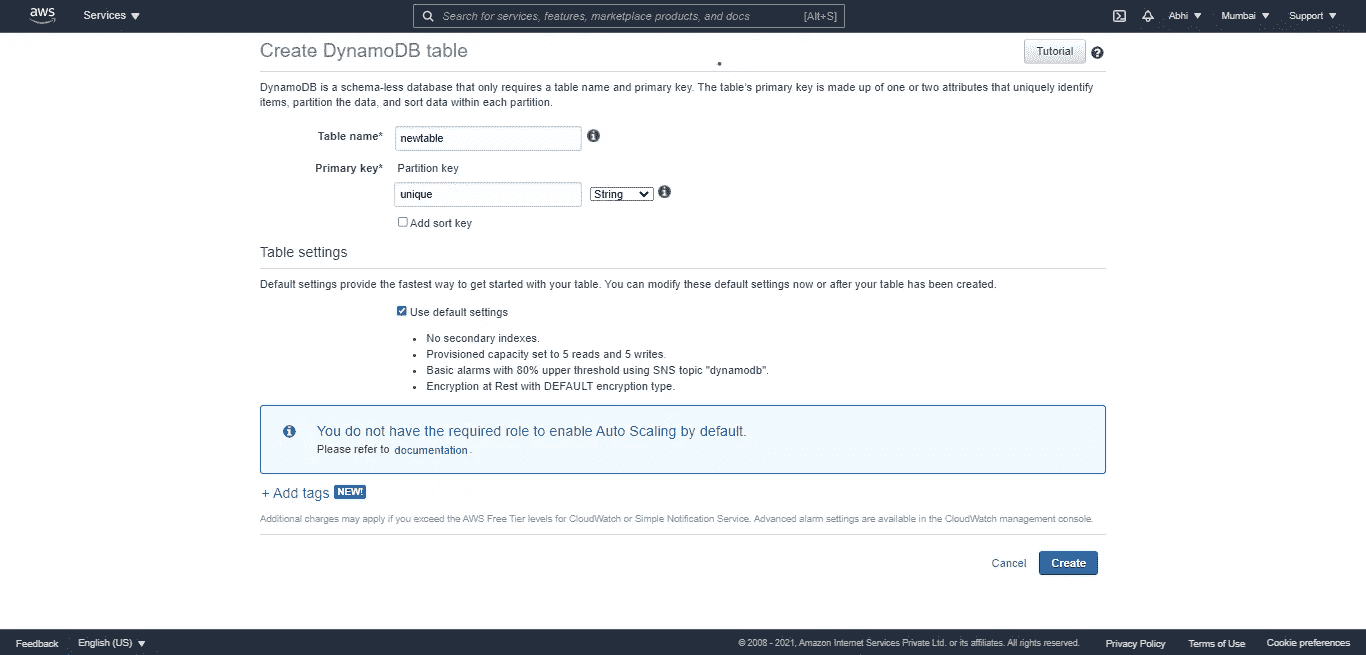 aws Services Search for services, features, marketplace products, and docs [Alt+S] Abhi Mumbai Support
Create DynamoDB table Tutorial
DynamoDB is a schema-less database that only requires a table name and primary key. The table's primary key is made up of one or two attributes that uniquely identify
items, partition the data, and sort data within each partition.
Table name* newtable
Primary key* Partition key
unique String
Add sort key
Table settings
Default settings provide the fastest way to get started with your table. You can modify these default settings now or after your table has been created.
Use default settings
• No secondary indexes.
• Provisioned capacity set to 5 reads and 5 writes.
• Basic alarms with 80% upper threshold using SNS topic "dynamodb".
• Encryption at Rest with DEFAULT encryption type.
You do not have the required role to enable Auto Scaling by default.
Please refer to documentation.
+ Add tags NEW!
Additional charges may apply if you exceed the AWS Free Tier levels for CloudWatch or Simple Notification Service. Advanced alarm settings are available in the CloudWatch management console.
Cancel Create
Feedback English (US) © 2008 - 2021, Amazon Internet Services Private Ltd. or its affiliates. All rights reserved. Privacy Policy Terms of Use Cookie preferences